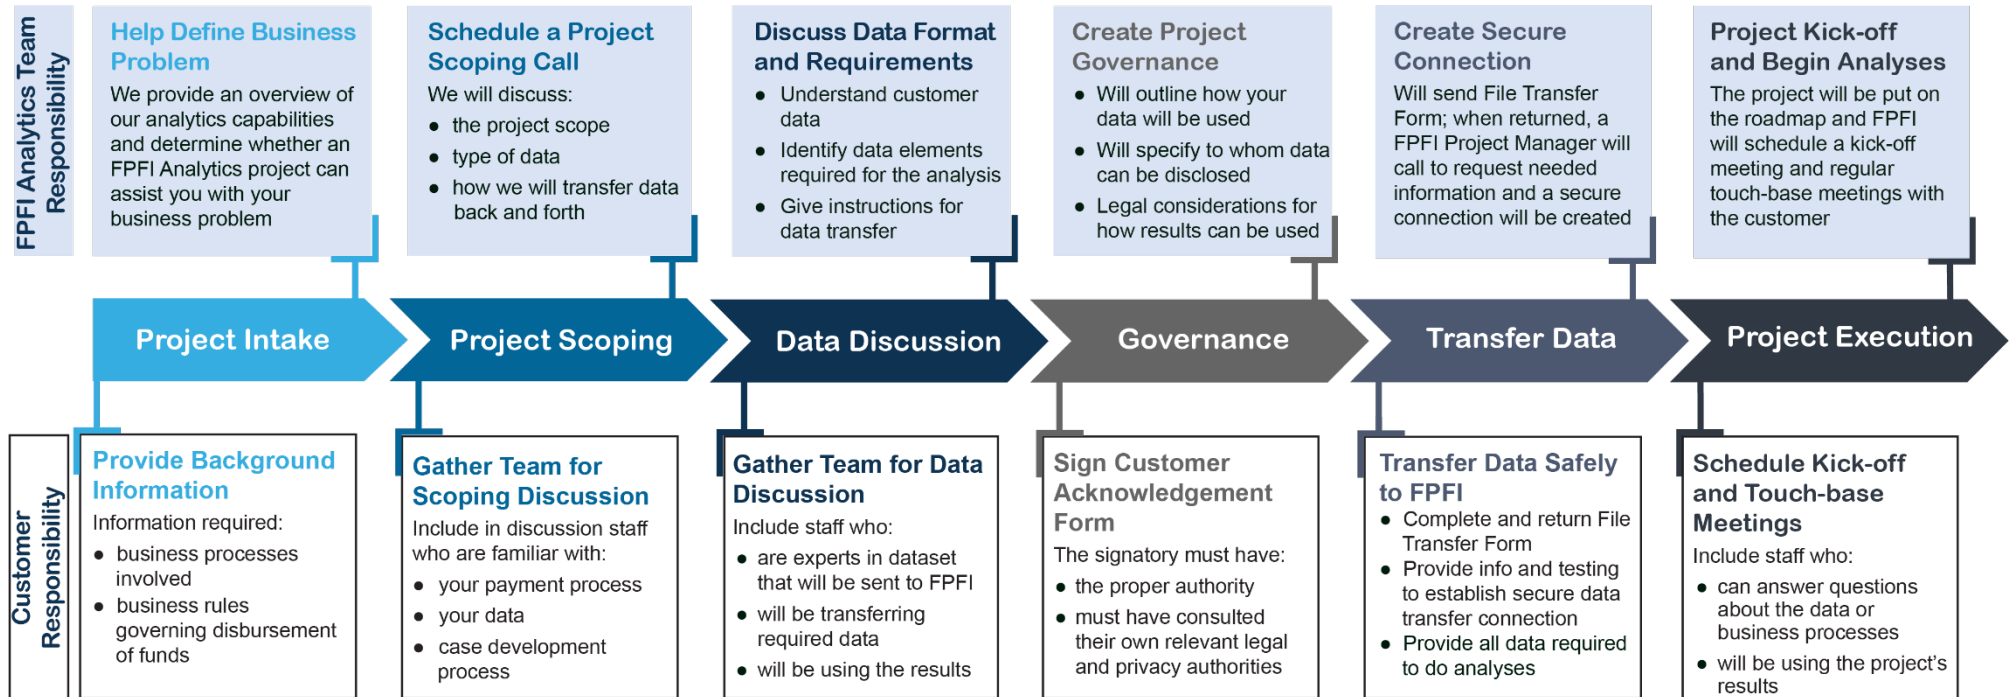 FPFI Analytics Team
Responsibility
Help Define Business
Problem
We provide an overview of
our analytics capabilities
and determine whether an
FPFI Analytics project can
assist you with your
business problem
Schedule a Project
Scoping Call
We will discuss:
● the project scope
● type of data
● how we will transfer data
back and forth
Discuss Data Format
and Requirements
● Understand customer
data
● Identify data elements
required for the analysis
● Give instructions for
data transfer
Create Project
Governance
● Will outline how your
data will be used
● Will specify to whom data
can be disclosed
● Legal considerations for
how results can be used
Create Secure
Connection
Will send File Transfer
Form; when returned, a
FPFI Project Manager will
call to request needed
information and a secure
connection will be created
Project Kick-off
and Begin Analyses
The project will be put on
the roadmap and FPFI
will schedule a kick-off
meeting and regular
touch-base meetings with
the customer
Project Intake
Project Scoping
Data Discussion
Governance
Transfer Data
Project Execution
Customer
Responsibility
Provide Background
Information
Information required:
● business processes
involved
● business rules
governing disbursement
of funds
Gather Team for
Scoping Discussion
Include in discussion staff
who are familiar with:
● your payment process
● your data
● case development
process
Gather Team for Data
Discussion
Include staff who:
● are experts in dataset
that will be sent to FPFI
● will be transferring
required data
● will be using the results
Sign Customer
Acknowledgement
Form
The signatory must have:
● the proper authority
● must have consulted
their own relevant legal
and privacy authorities
Transfer Data Safely
to FPFI
● Complete and return File
Transfer Form
● Provide info and testing
to establish secure data
transfer connection
● Provide all data required
to do analyses
Schedule Kick-off
and Touch-base
Meetings
Include staff who:
● can answer questions
about the data or
business processes
● will be using the project's
results